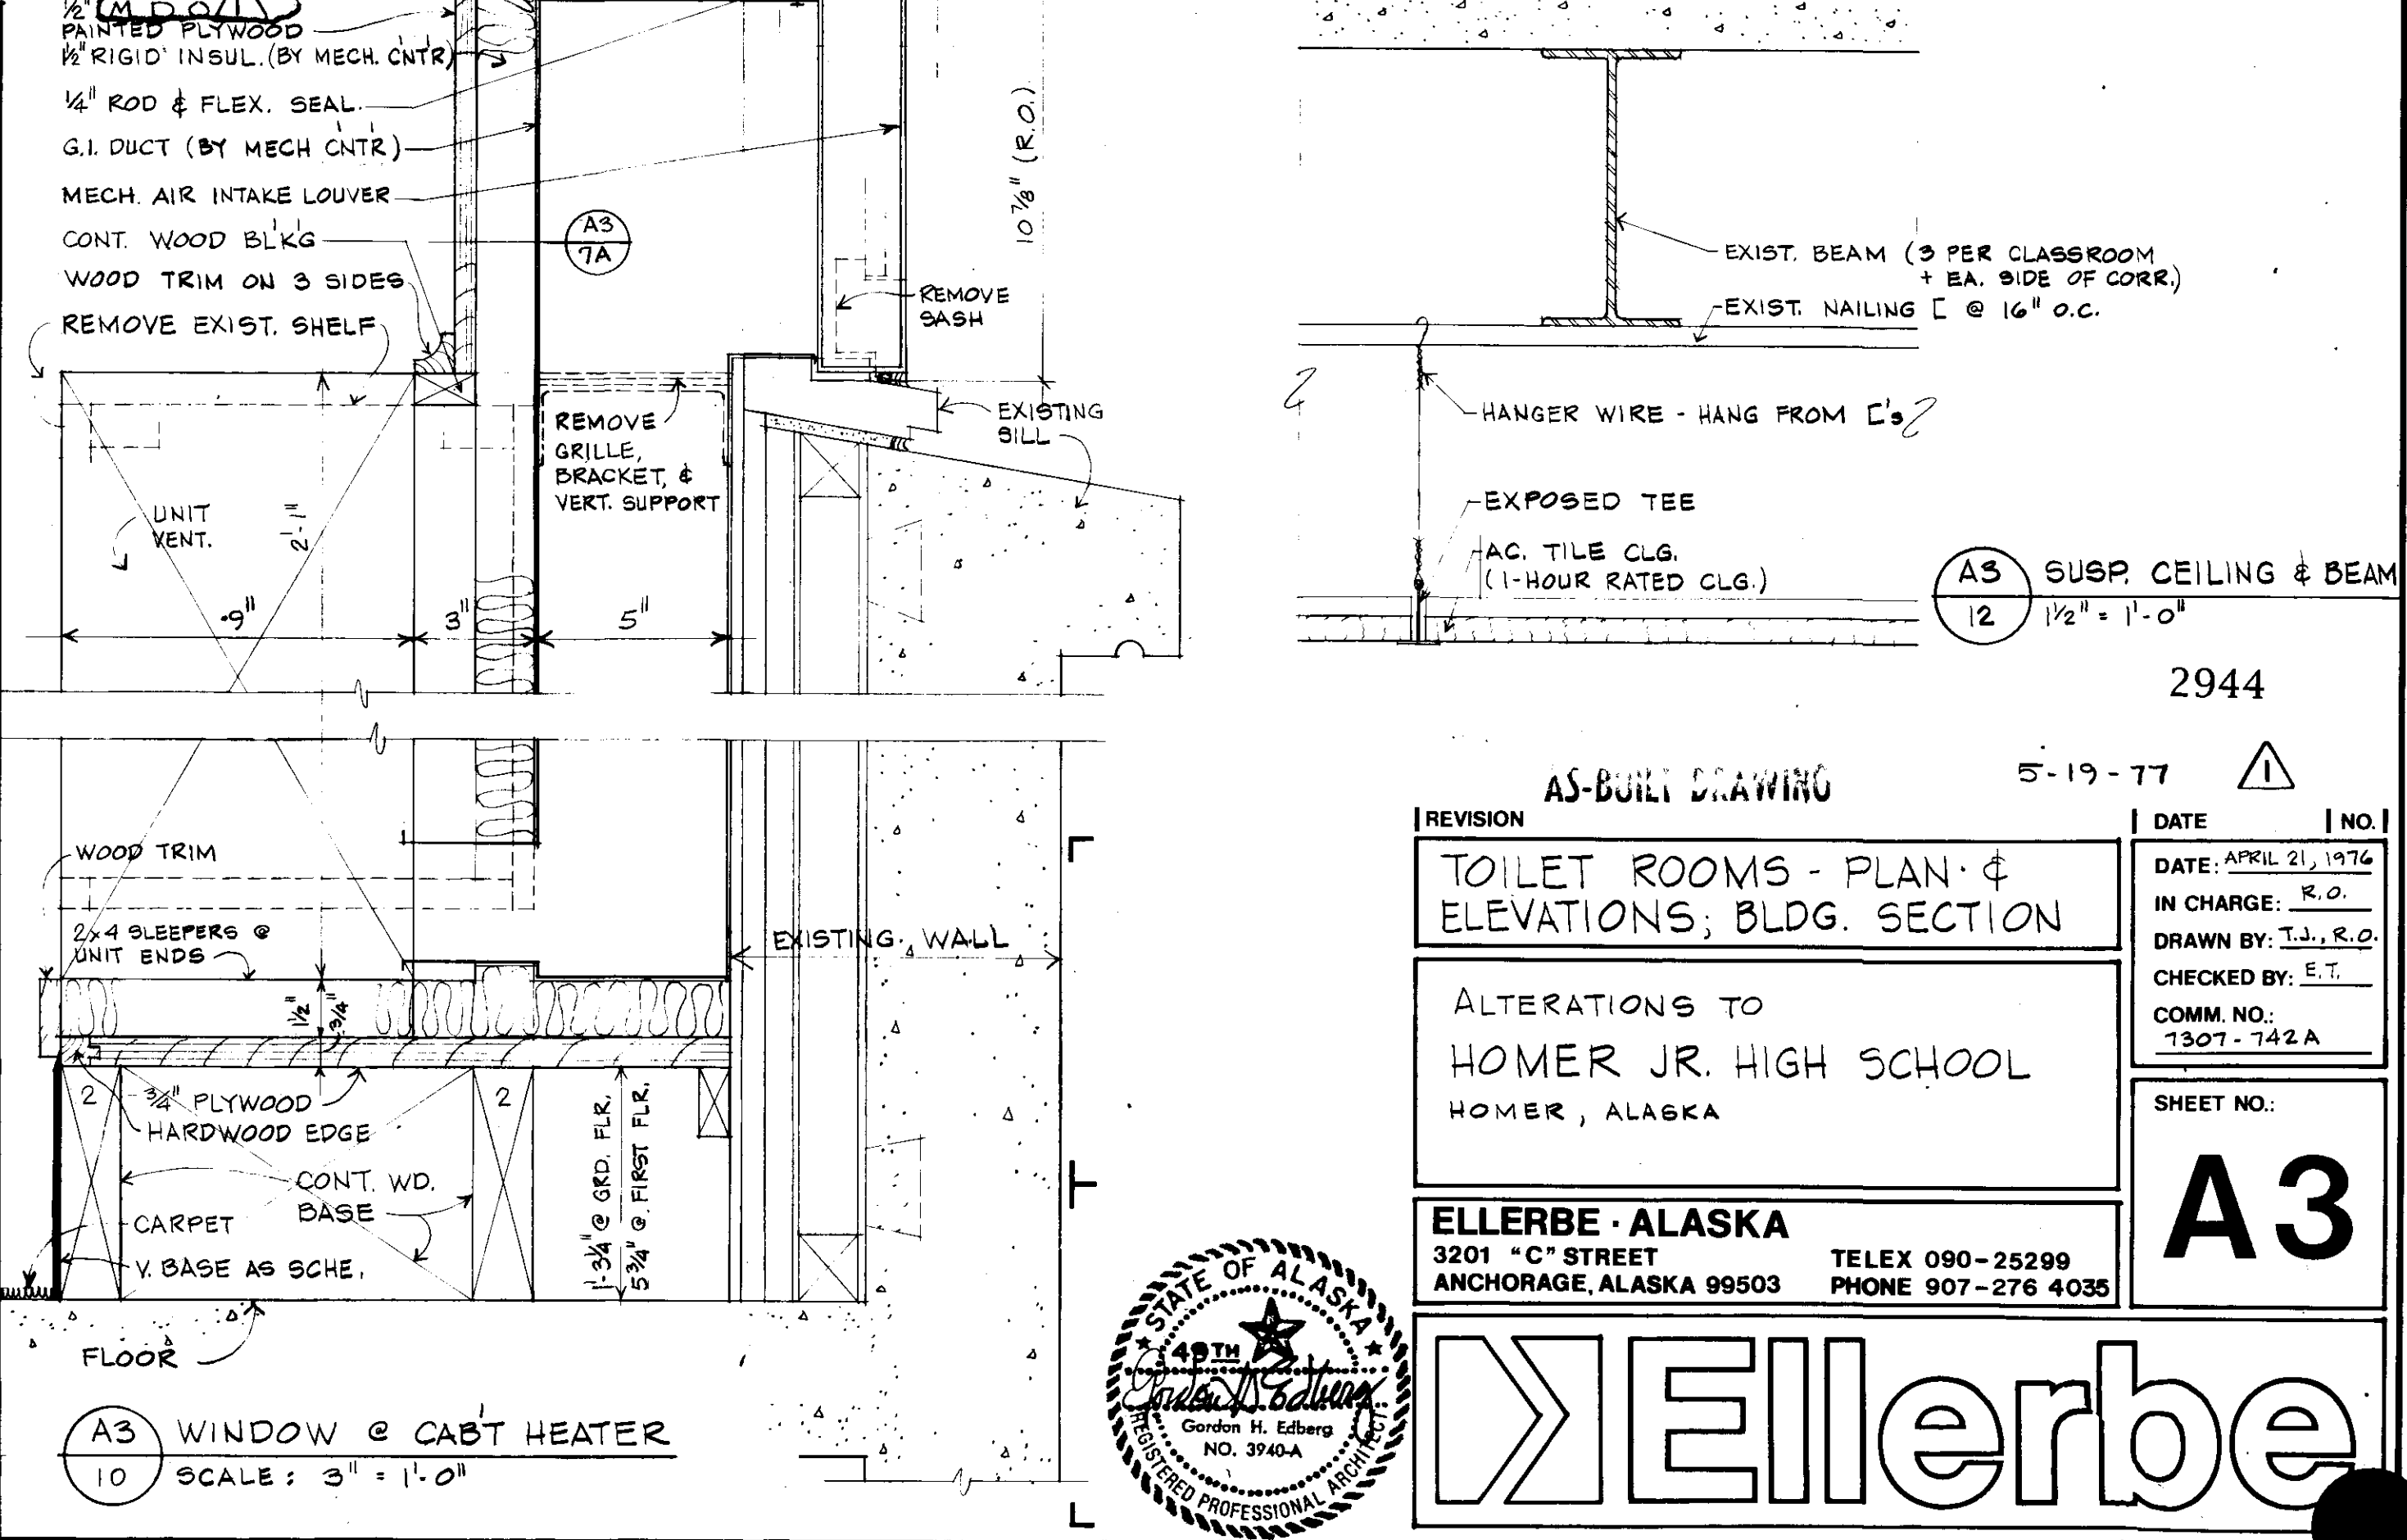 ½" M.D.O.
PAINTED PLYWOOD
1½" RIGID INSUL. (BY MECH. C'NT'R)
¼" ROD & FLEX. SEAL.
G.I. DUCT (BY MECH C'NT'R)
MECH. AIR INTAKE LOUVER
CONT. WOOD BL'K'G
WOOD TRIM ON 3 SIDES
REMOVE EXIST. SHELF
A3
7A
10 7/8" (R.O.)
REMOVE
SASH
REMOVE
GRILLE,
BRACKET, &
VERT. SUPPORT
EXISTING
SILL
UNIT
VENT.
2'-1"
9"
3"
5"
WOOD TRIM
2x4 SLEEPERS @
UNIT ENDS
1½"
3/4"
EXISTING WALL
2
3/4" PLYWOOD
HARDWOOD EDGE
2
CONT. WD.
BASE
CARPET
V. BASE AS SCHE.
1'-3¼" @ GRD. FLR.
5¾" @ FIRST FLR.
FLOOR
A3
10
WINDOW @ CAB'T HEATER
SCALE: 3" = 1'-0"
EXIST. BEAM (3 PER CLASSROOM
+ EA. SIDE OF CORR.)
EXIST. NAILING [ @ 16" O.C.
HANGER WIRE - HANG FROM ['s
EXPOSED TEE
AC. TILE CLG.
(1-HOUR RATED CLG.)
A3
12
SUSP. CEILING & BEAM
1½" = 1'-0"
2944
AS-BUILT DRAWING
5-19-77
1
REVISION
DATE
NO.
TOILET ROOMS - PLAN &
ELEVATIONS; BLDG. SECTION
ALTERATIONS TO
HOMER JR. HIGH SCHOOL
HOMER, ALASKA
DATE: APRIL 21, 1976
IN CHARGE: R.O.
DRAWN BY: T.J., R.O.
CHECKED BY: E.T.
COMM. NO.:
7307-742A
SHEET NO.:
A3
ELLERBE · ALASKA
3201 "C" STREET
ANCHORAGE, ALASKA 99503
TELEX 090-25299
PHONE 907-276 4035
STATE OF ALASKA
49TH
Gordon H. Edberg
Gordon H. Edberg
NO. 3940-A
REGISTERED PROFESSIONAL ARCHITECT
Ellerbe